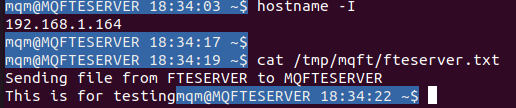 mqm@MQFTESERVER 18:34:03 ~$ hostname -I
192.168.1.164
mqm@MQFTESERVER 18:34:17 ~$
mqm@MQFTESERVER 18:34:19 ~$ cat /tmp/mqft/fteserver.txt
Sending file from FTESERVER to MQFTESERVER
This is for testingmqm@MQFTESERVER 18:34:22 ~$